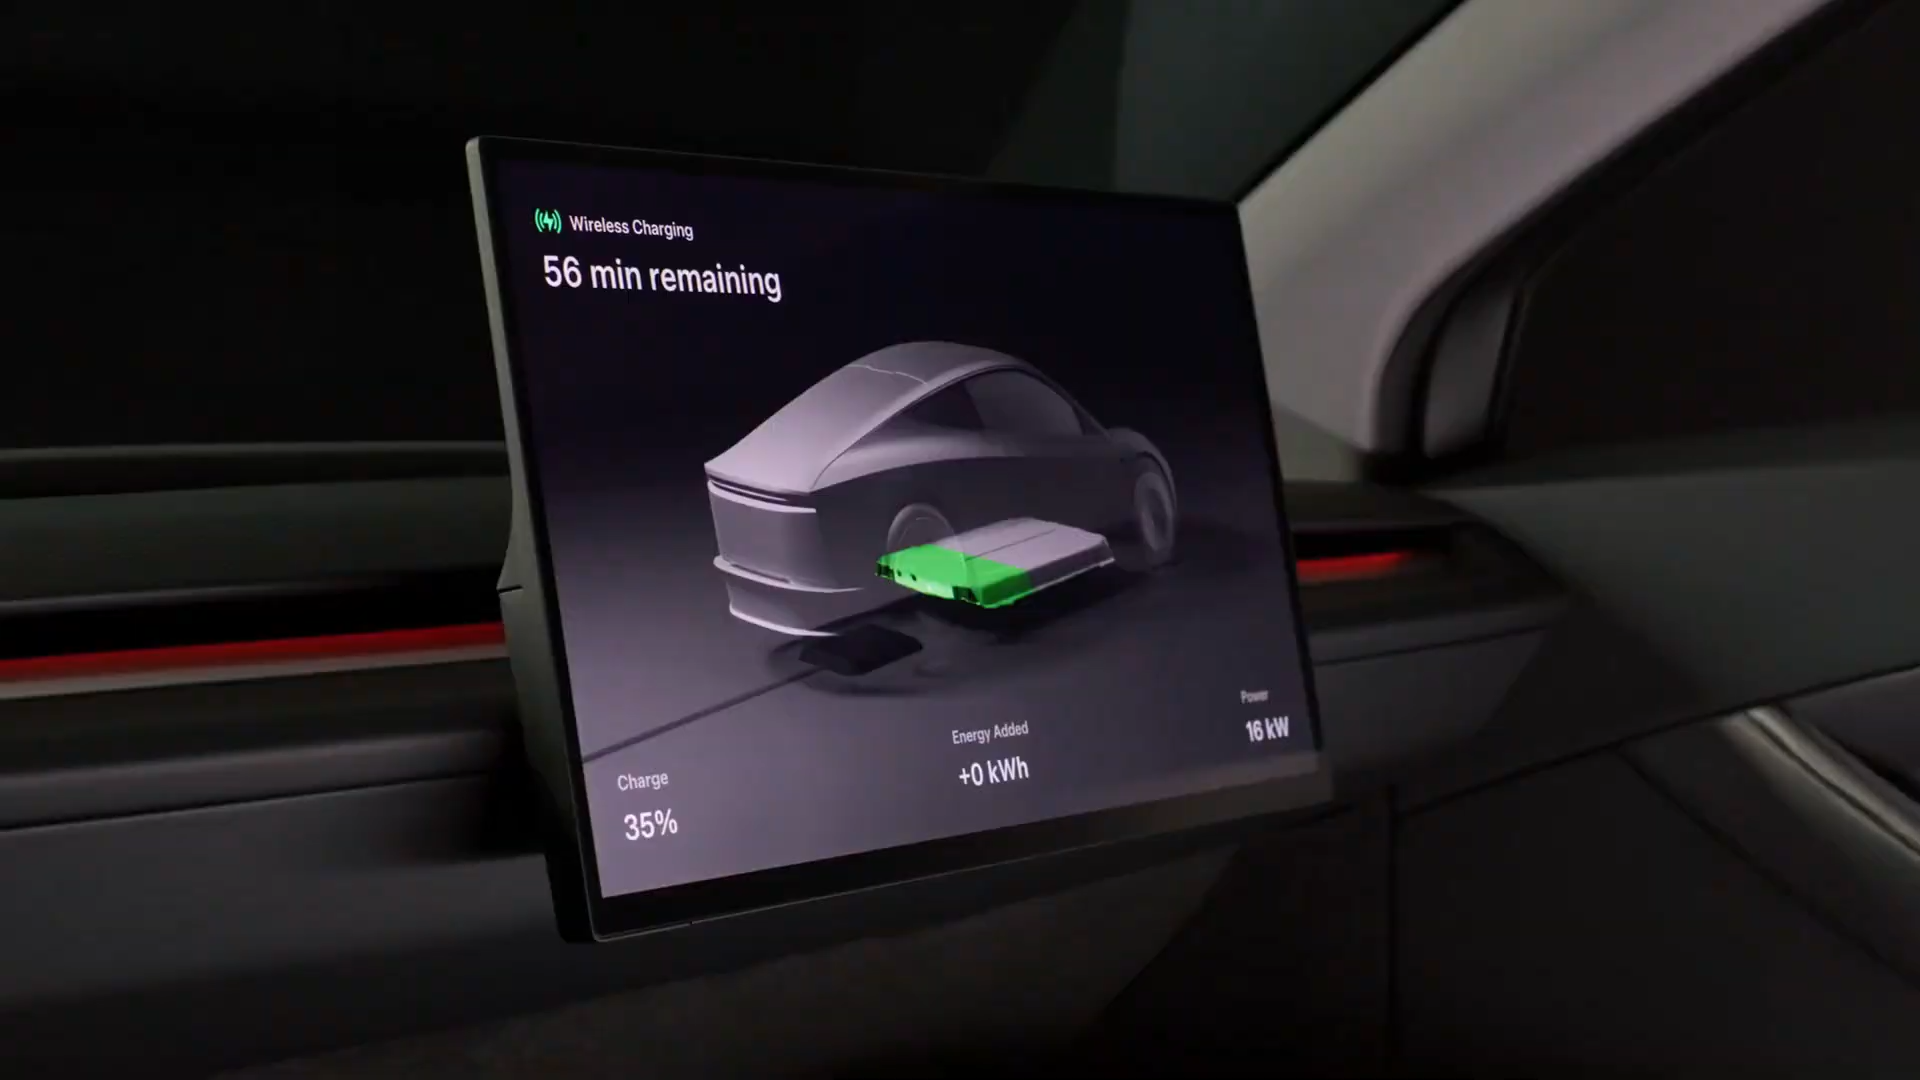 Wireless Charging
56 min remaining
Charge
35%
Energy Added
+0 kWh
Power
16 kW